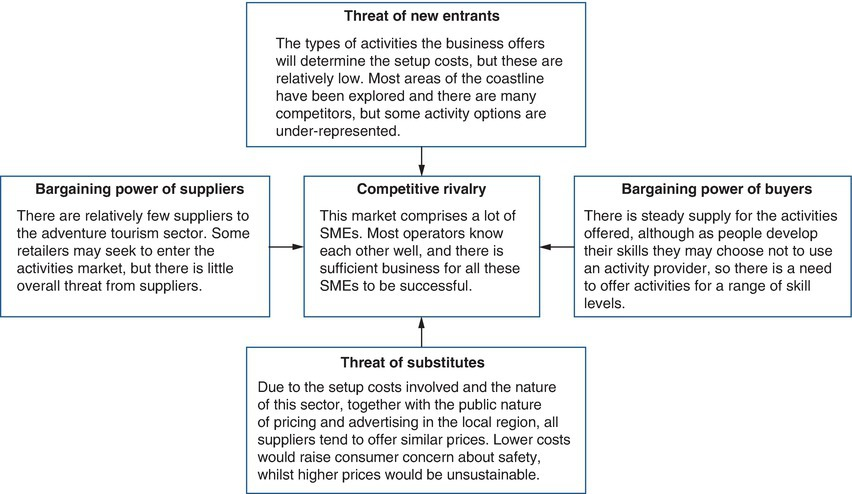 Threat of new entrants
The types of activities the business offers
will determine the setup costs, but these are
relatively low. Most areas of the coastline
have been explored and there are many
competitors, but some activity options are
under-represented.
Bargaining power of suppliers
There are relatively few suppliers to
the adventure tourism sector. Some
retailers may seek to enter the
activities market, but there is little
overall threat from suppliers.
Competitive rivalry
This market comprises a lot of
SMEs. Most operators know
each other well, and there is
sufficient business for all these
SMEs to be successful.
Bargaining power of buyers
There is steady supply for the activities
offered, although as people develop
their skills they may choose not to use
an activity provider, so there is a need
to offer activities for a range of skill
levels.
Threat of substitutes
Due to the setup costs involved and the nature
of this sector, together with the public nature
of pricing and advertising in the local region, all
suppliers tend to offer similar prices. Lower costs
would raise consumer concern about safety,
whilst higher prices would be unsustainable.